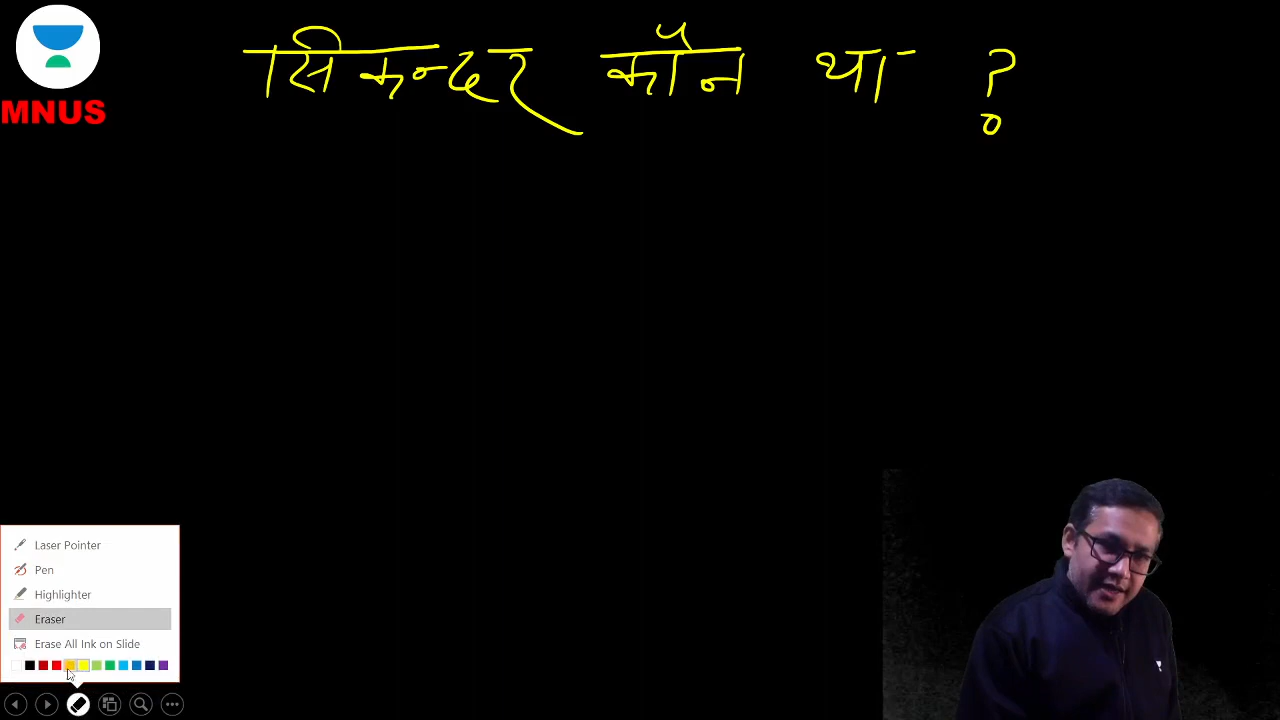 सिकन्दर कौन था ?
MNUS
Laser Pointer
Pen
Highlighter
Eraser
Erase All Ink on Slide